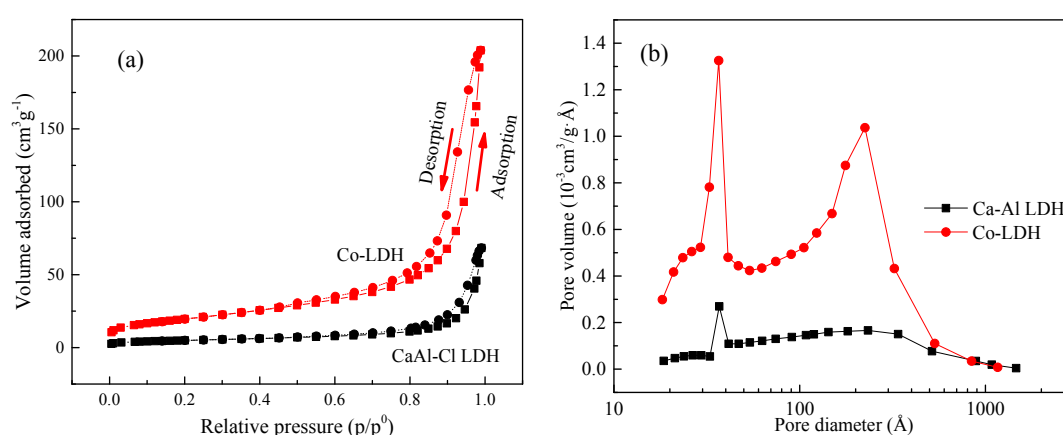 (a)
Volume adsorbed (cm³g⁻¹)
200
150
100
50
0
Desorption
Adsorption
Co-LDH
CaAl-Cl LDH
0.0 0.2 0.4 0.6 0.8 1.0
Relative pressure (p/p⁰)
(b)
Pore volume (10⁻³cm³/g·Å)
1.4
1.2
1.0
0.8
0.6
0.4
0.2
0.0
Ca-Al LDH
Co-LDH
10 100 1000
Pore diameter (Å)